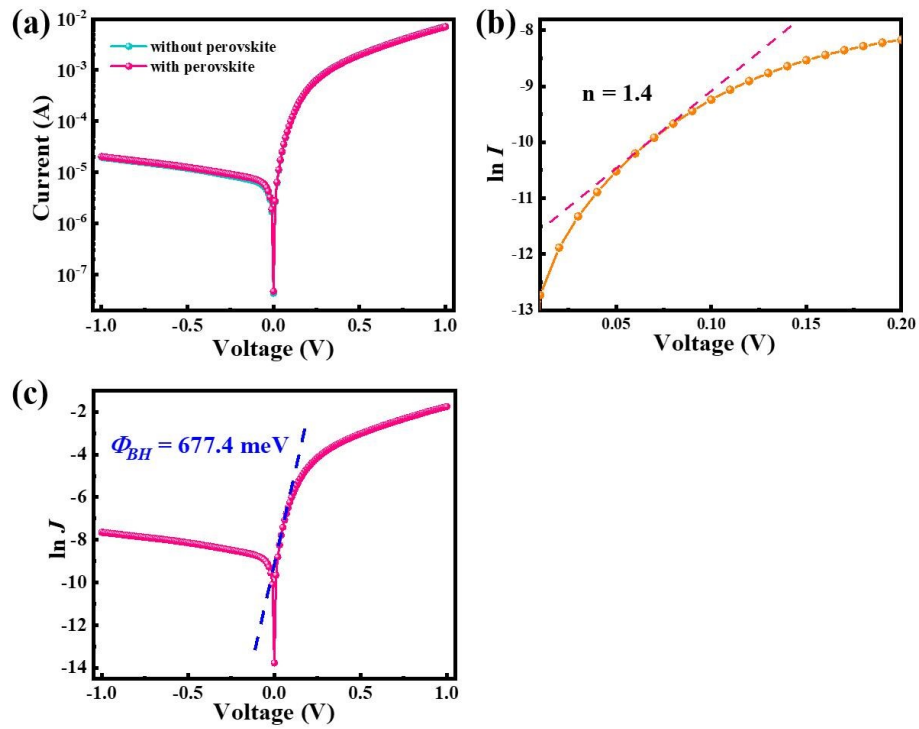 (a)
10⁻²
10⁻³
10⁻⁴
10⁻⁵
10⁻⁶
10⁻⁷
Current (A)
without perovskite
with perovskite
-1.0 -0.5 0.0 0.5 1.0
Voltage (V)
(b)
-8
-9
-10
-11
-12
-13
ln I
n = 1.4
0.05 0.10 0.15 0.20
Voltage (V)
(c)
-2
-4
-6
-8
-10
-12
-14
ln J
Φ_BH = 677.4 meV
-1.0 -0.5 0.0 0.5 1.0
Voltage (V)